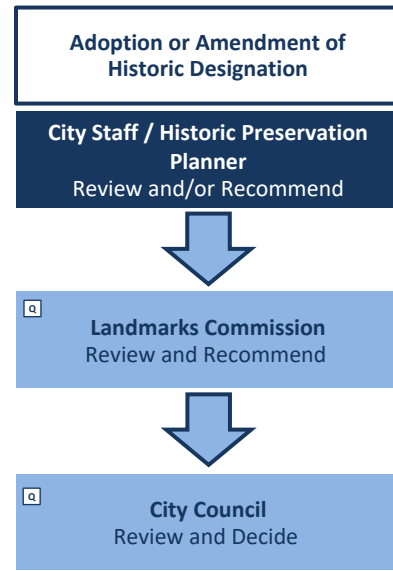 Adoption or Amendment of
Historic Designation
City Staff / Historic Preservation
Planner
Review and/or Recommend
Q
Landmarks Commission
Review and Recommend
Q
City Council
Review and Decide